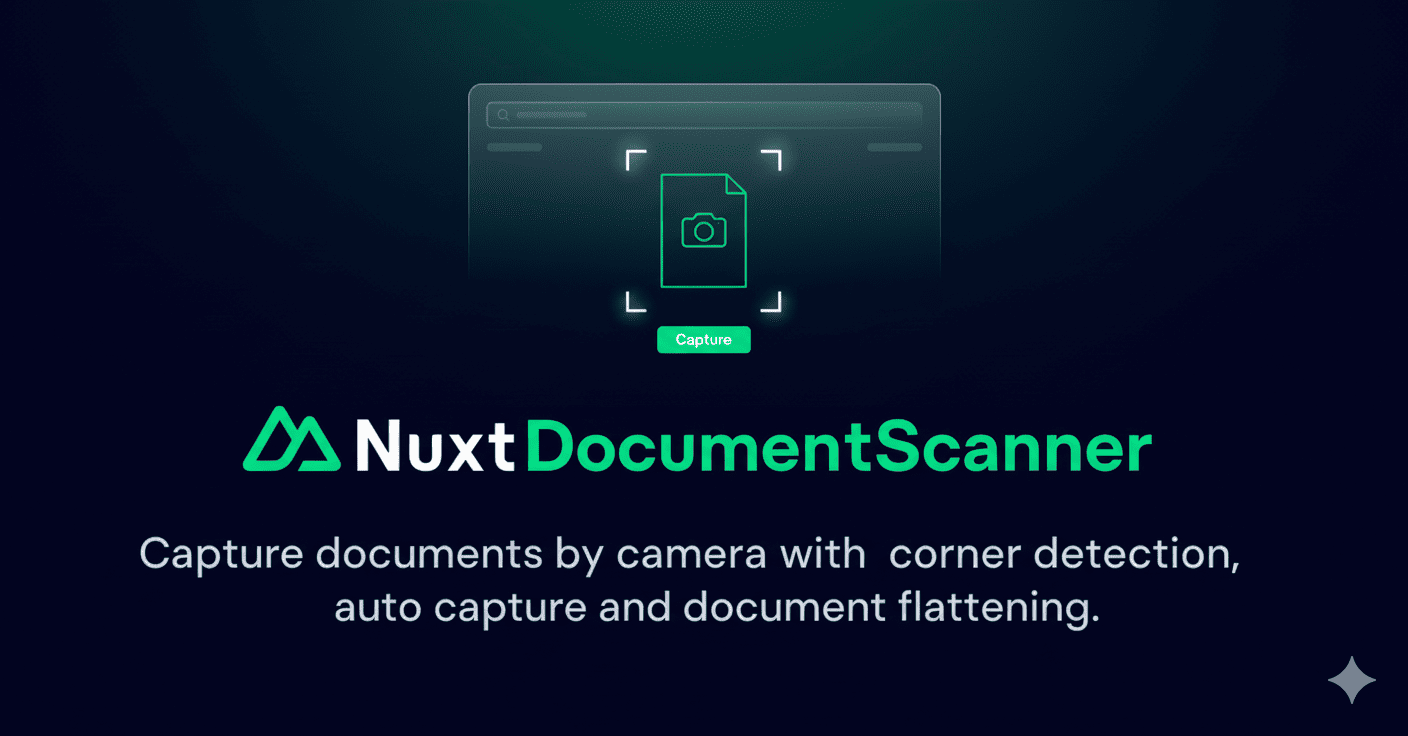 Capture
Nuxt DocumentScanner
Capture documents by camera with corner detection,
auto capture and document flattening.